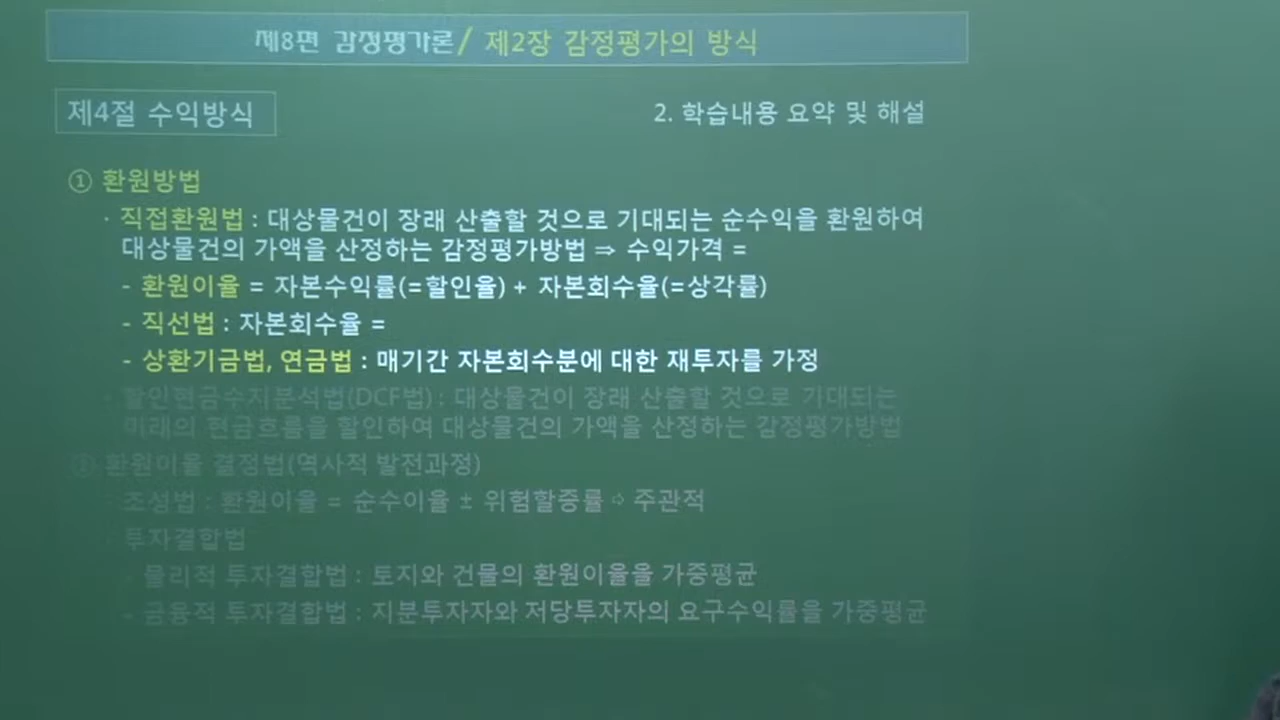 제8편 감정평가론 / 제2장 감정평가의 방식
제4절 수익방식
2. 학습내용 요약 및 해설
① 환원방법
· 직접환원법 : 대상물건이 장래 산출할 것으로 기대되는 순수익을 환원하여
대상물건의 가액을 산정하는 감정평가방법 ⇒ 수익가격 =
- 환원이율 = 자본수익률(=할인율) + 자본회수율(=상각률)
- 직선법 : 자본회수율 =
- 상환기금법, 연금법 : 매기간 자본회수분에 대한 재투자를 가정
· 할인현금수지분석법(DCF법) : 대상물건이 장래 산출할 것으로 기대되는
미래의 현금흐름을 할인하여 대상물건의 가액을 산정하는 감정평가방법
② 환원이율 결정법(역사적 발전과정)
· 조성법 : 환원이율 = 순수이율 ± 위험할증률 ⇨ 주관적
· 투자결합법
- 물리적 투자결합법 : 토지와 건물의 환원이율을 가중평균
- 금융적 투자결합법 : 지분투자자와 저당투자자의 요구수익률을 가중평균